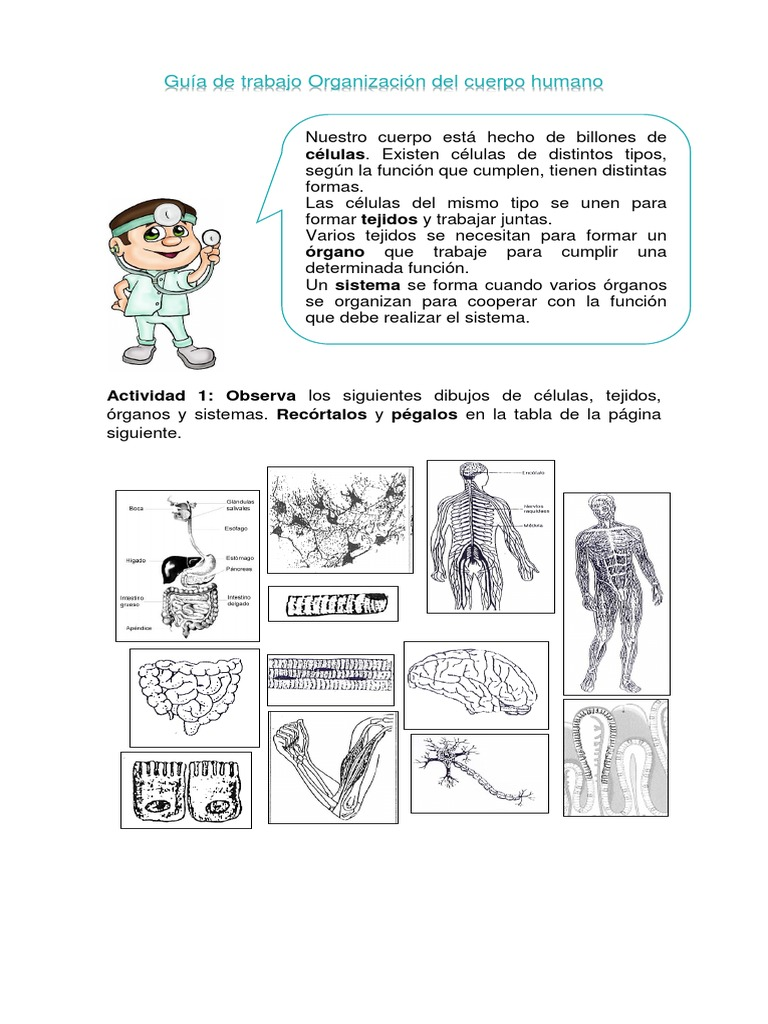 Guía de trabajo Organización del cuerpo humano
Nuestro cuerpo está hecho de billones de
células. Existen células de distintos tipos,
según la función que cumplen, tienen distintas
formas.
Las células del mismo tipo se unen para
formar tejidos y trabajar juntas.
Varios tejidos se necesitan para formar un
órgano que trabaje para cumplir una
determinada función.
Un sistema se forma cuando varios órganos
se organizan para cooperar con la función
que debe realizar el sistema.
Actividad 1: Observa los siguientes dibujos de células, tejidos,
órganos y sistemas. Recórtalos y pégalos en la tabla de la página
siguiente.
Boca
Glándulas
salivales
Esófago
Hígado
Estómago
Páncreas
Intestino
grueso
Intestino
delgado
Apéndice
Encéfalo
Nervios
raquídeos
Médula